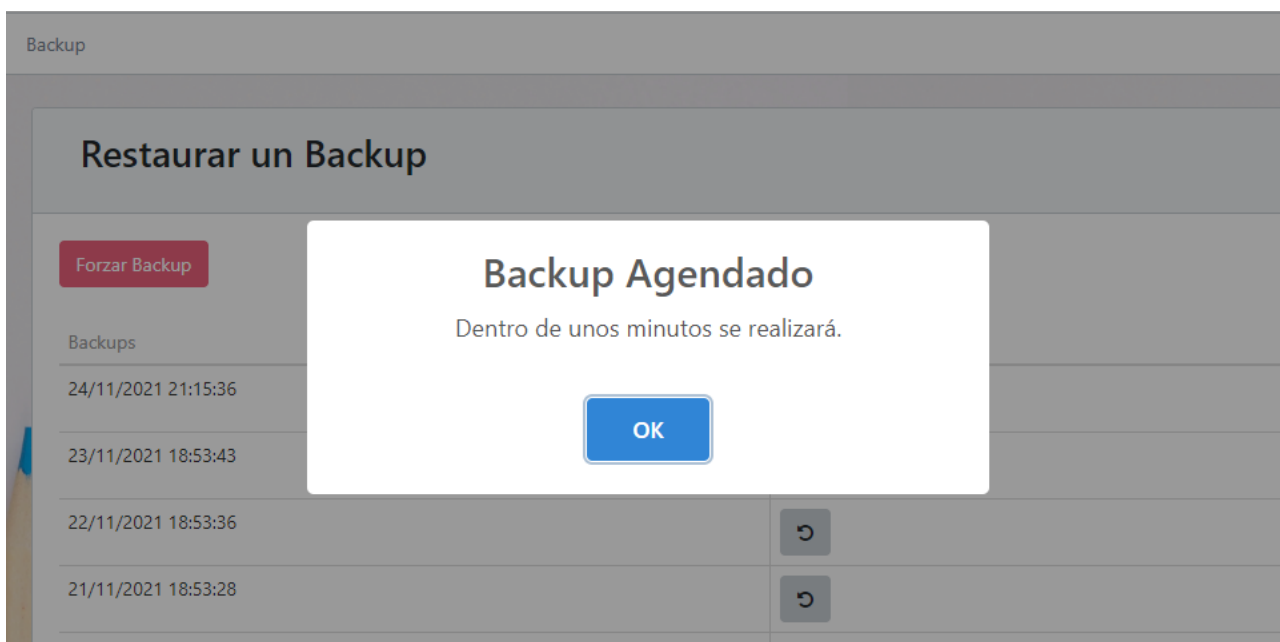 Backup
Restaurar un Backup
Forzar Backup
Backup Agendado
Dentro de unos minutos se realizará.
OK
Backups
24/11/2021 21:15:36
23/11/2021 18:53:43
22/11/2021 18:53:36
21/11/2021 18:53:28